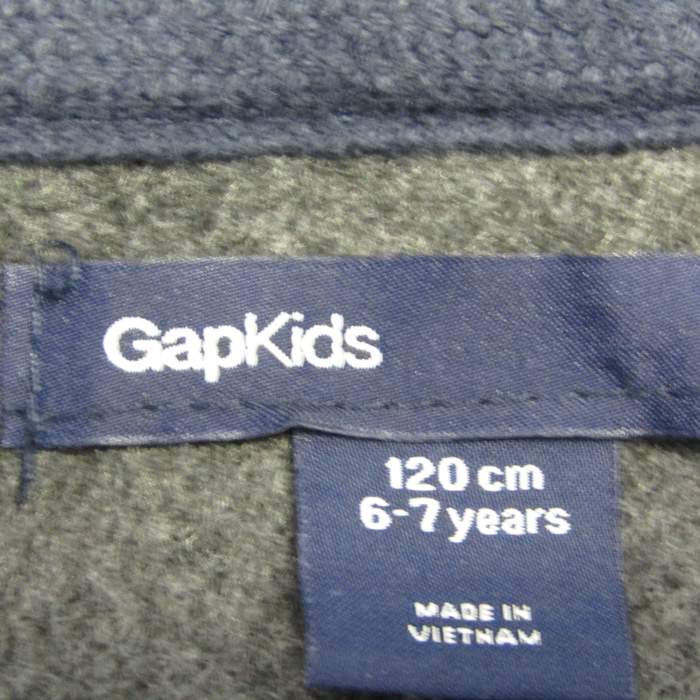 GapKids
120 cm
6-7 years
MADE IN
VIETNAM